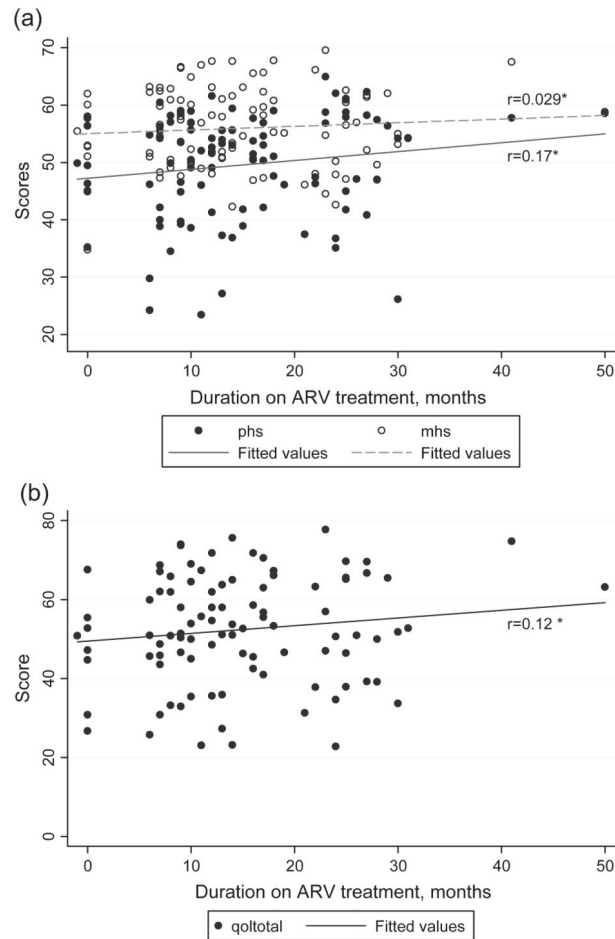 (a)
70
60
50
40
30
20
Scores
r=0.029*
r=0.17*
0 10 20 30 40 50
Duration on ARV treatment, months
phs mhs
Fitted values Fitted values
(b)
80
60
40
20
0
Score
r=0.12 *
0 10 20 30 40 50
Duration on ARV treatment, months
qoltotal Fitted values